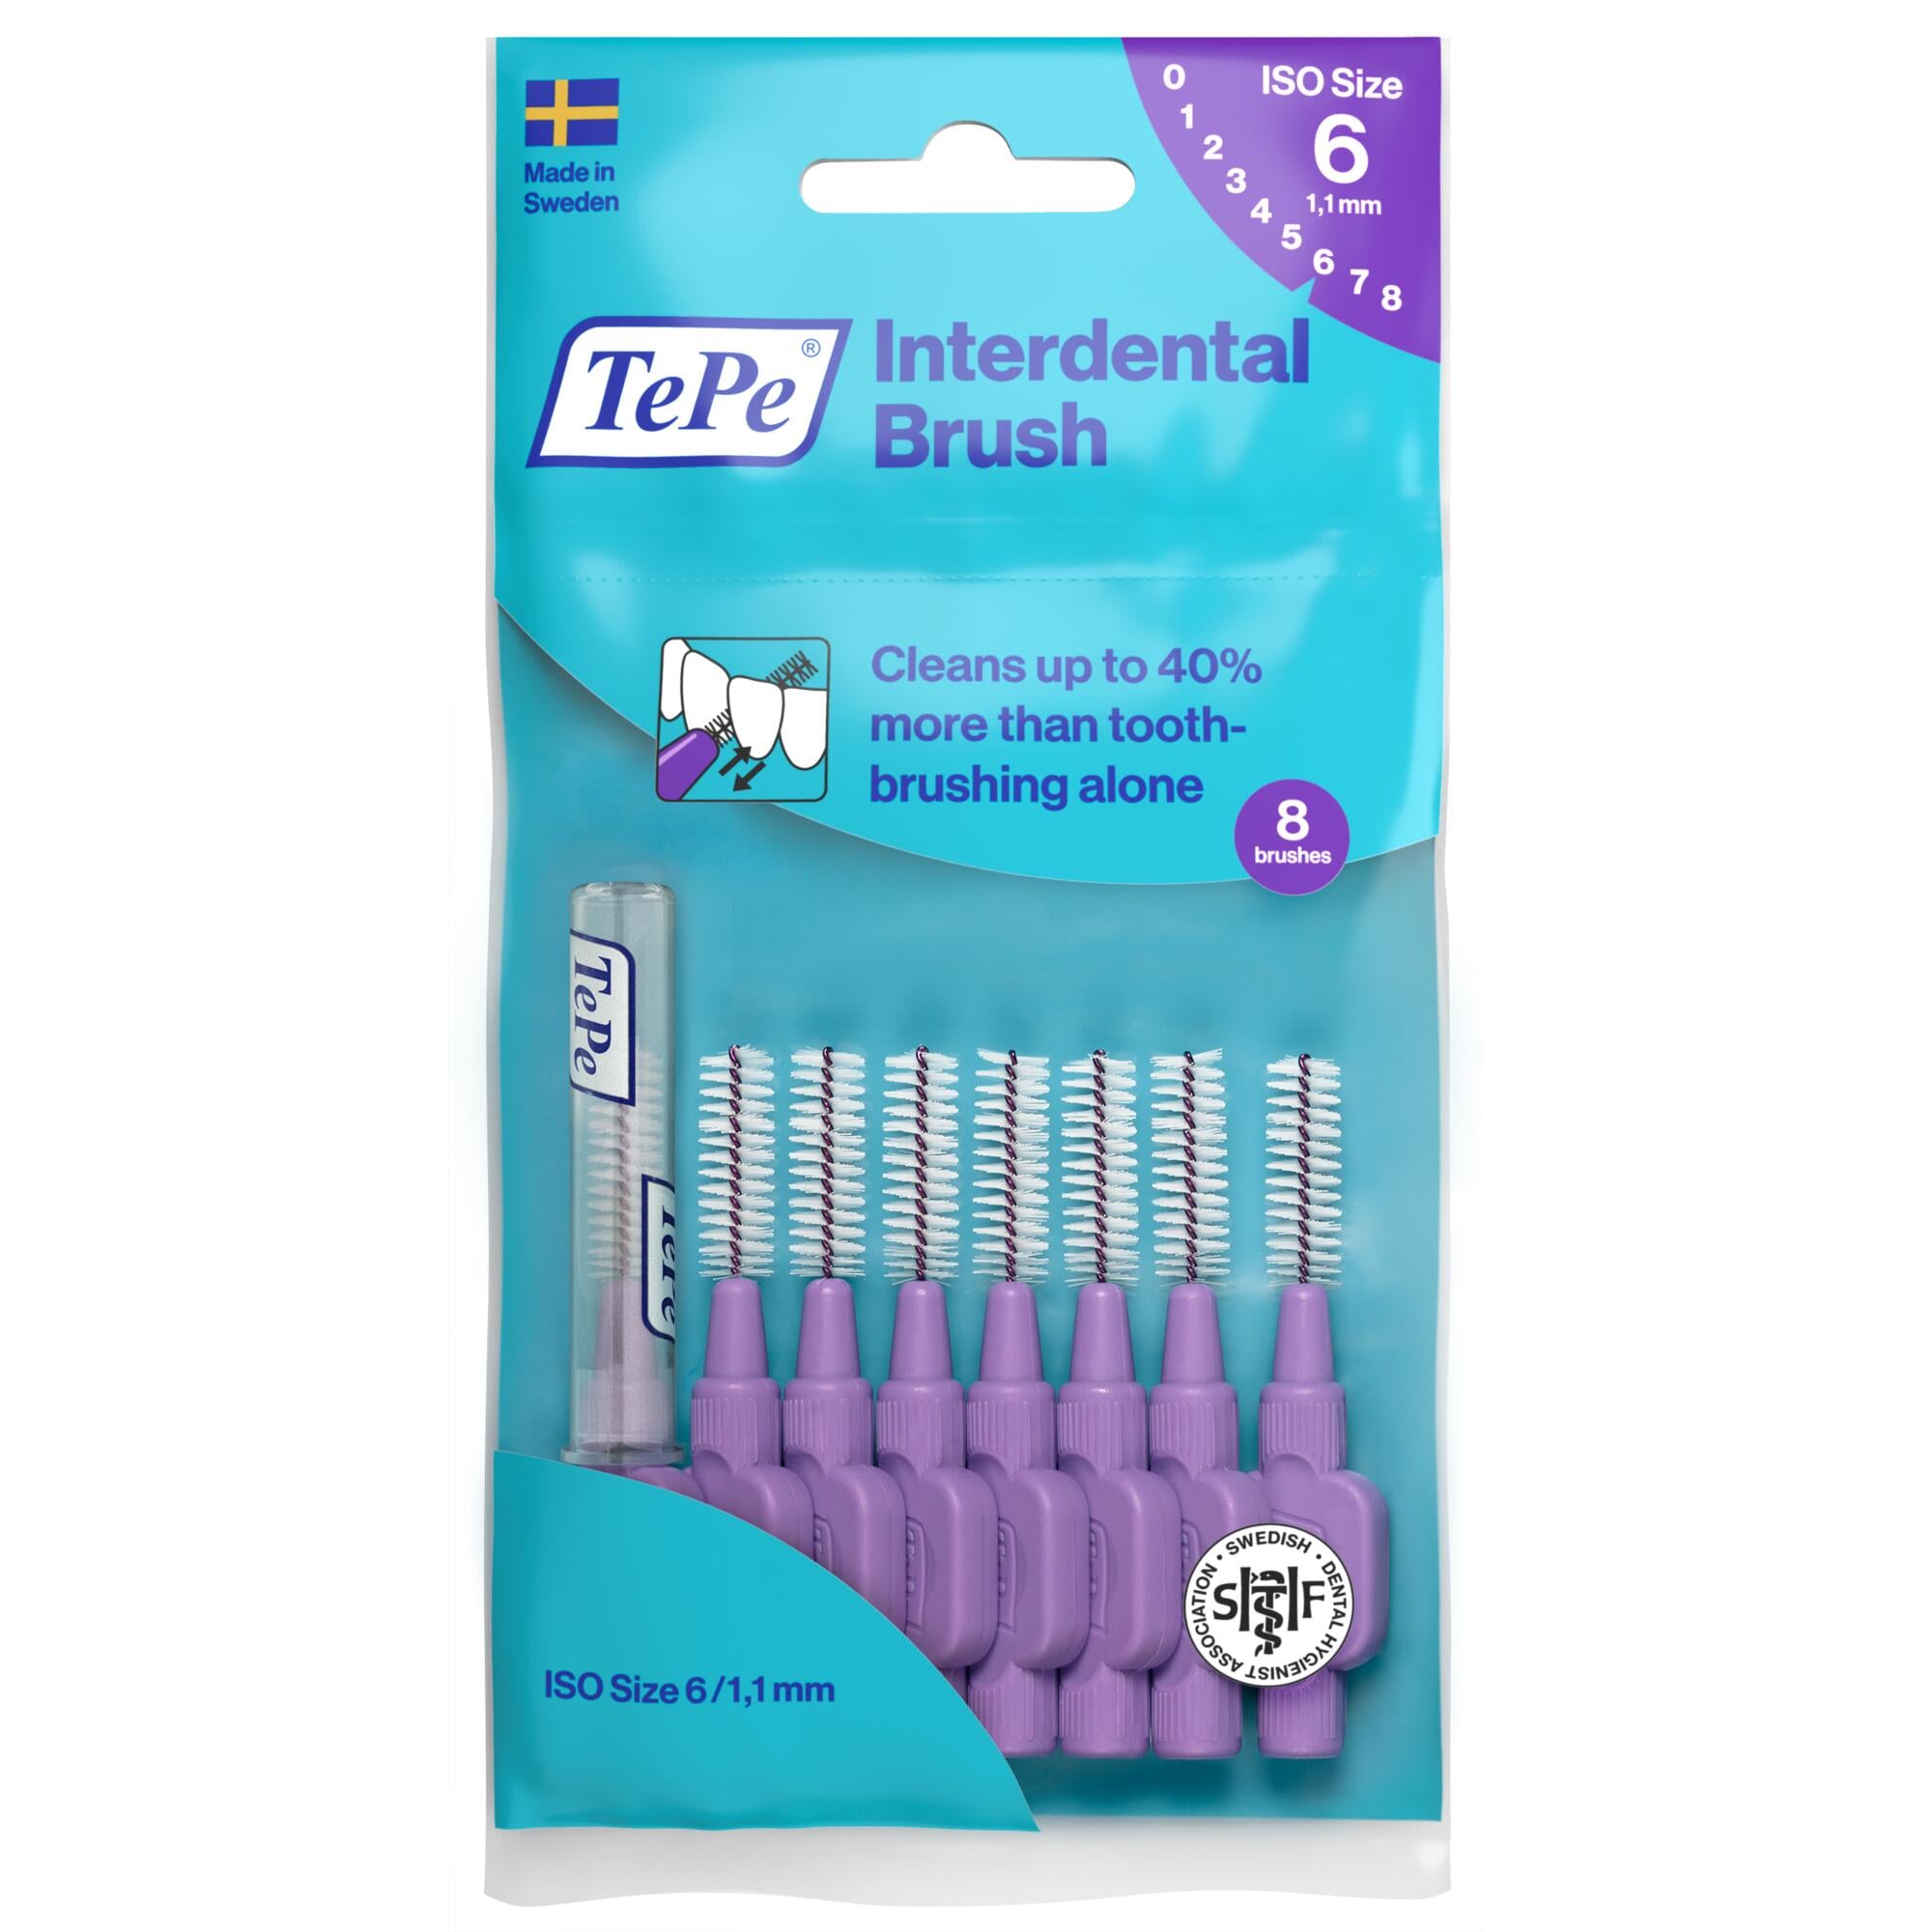 Made in
Sweden
0
1
2
3
4
5
6
7
8
ISO Size
6
1,1 mm
TePe®
Interdental
Brush
Cleans up to 40%
more than tooth-
brushing alone
8
brushes
TePe
TePe
SWEDISH • DENTAL HYGIENIST ASSOCIATION •
STIF
ISO Size 6/1,1 mm